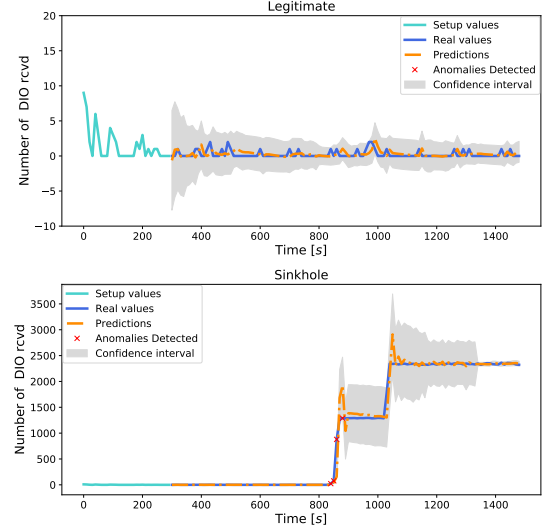 Legitimate
20
15
10
5
0
−5
−10
Number of DIO rcvd
Setup values
Real values
Predictions
Anomalies Detected
Confidence interval
0 200 400 600 800 1000 1200 1400
Time [s]
Sinkhole
3500
3000
2500
2000
1500
1000
500
0
Number of DIO rcvd
Setup values
Real values
Predictions
Anomalies Detected
Confidence interval
0 200 400 600 800 1000 1200 1400
Time [s]